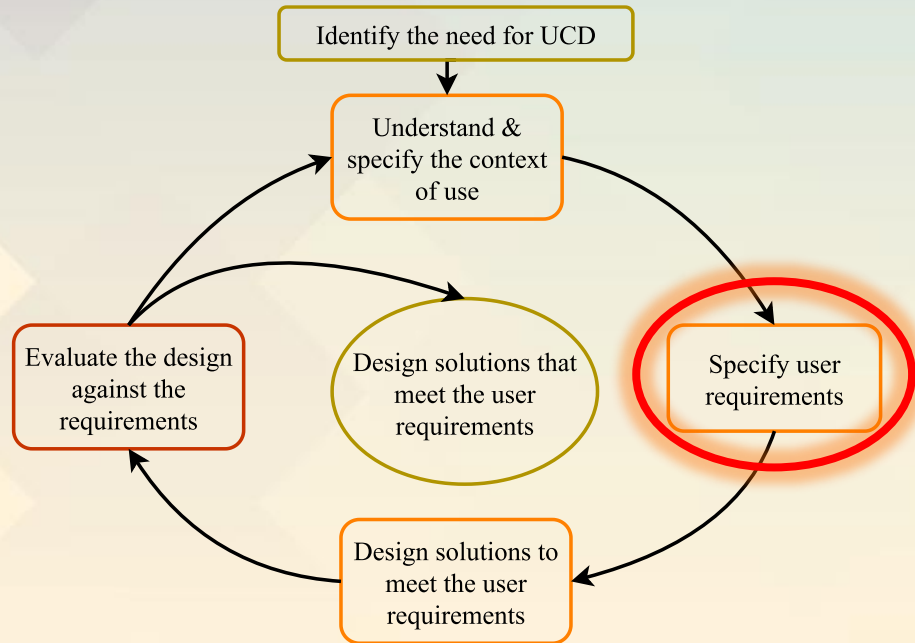 Identify the need for UCD
Understand &
specify the context
of use
Evaluate the design
against the
requirements
Design solutions that
meet the user
requirements
Specify user
requirements
Design solutions to
meet the user
requirements